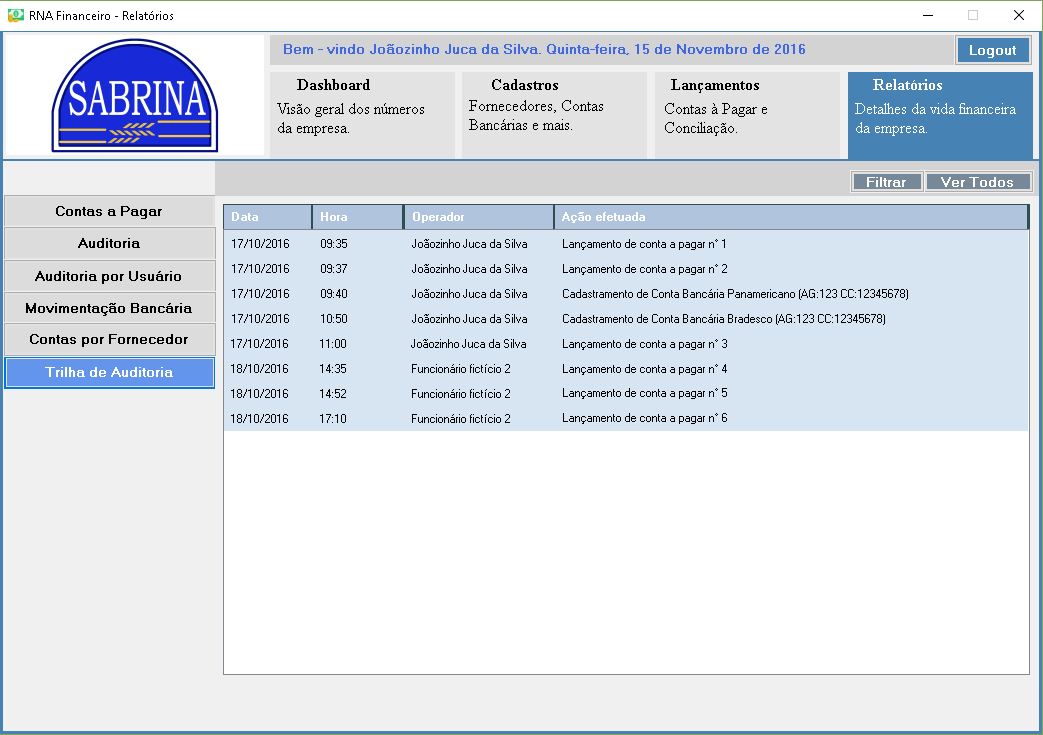 RNA Financeiro - Relatórios
SABRINA
Bem - vindo Joãozinho Juca da Silva. Quinta-feira, 15 de Novembro de 2016
Logout
Dashboard
Visão geral dos números
da empresa.
Cadastros
Fornecedores, Contas
Bancárias e mais.
Lançamentos
Contas à Pagar e
Conciliação.
Relatórios
Detalhes da vida financeira
da empresa.
Filtrar
Ver Todos
Contas a Pagar
Auditoria
Auditoria por Usuário
Movimentação Bancária
Contas por Fornecedor
Trilha de Auditoria
Data Hora Operador Ação efetuada
17/10/2016 09:35 Joãozinho Juca da Silva Lançamento de conta a pagar n° 1
17/10/2016 09:37 Joãozinho Juca da Silva Lançamento de conta a pagar n° 2
17/10/2016 09:40 Joãozinho Juca da Silva Cadastramento de Conta Bancária Panamericano (AG:123 CC:12345678)
17/10/2016 10:50 Joãozinho Juca da Silva Cadastramento de Conta Bancária Bradesco (AG:123 CC:12345678)
17/10/2016 11:00 Joãozinho Juca da Silva Lançamento de conta a pagar n° 3
18/10/2016 14:35 Funcionário fictício 2 Lançamento de conta a pagar n° 4
18/10/2016 14:52 Funcionário fictício 2 Lançamento de conta a pagar n° 5
18/10/2016 17:10 Funcionário fictício 2 Lançamento de conta a pagar n° 6